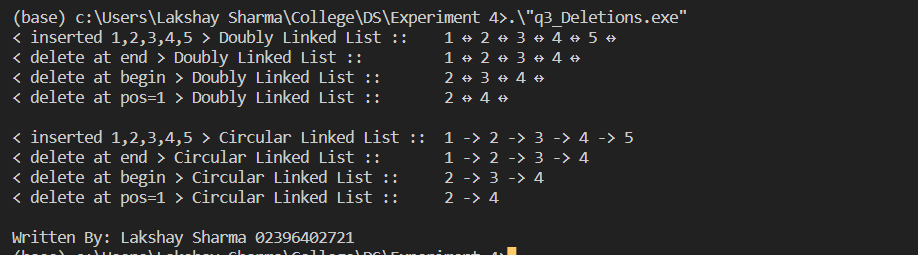 (base) c:\Users\Lakshay Sharma\College\DS\Experiment 4>.\"q3_Deletions.exe"
< inserted 1,2,3,4,5 > Doubly Linked List ::    1 ↔ 2 ↔ 3 ↔ 4 ↔ 5 ↔
< delete at end > Doubly Linked List ::         1 ↔ 2 ↔ 3 ↔ 4 ↔
< delete at begin > Doubly Linked List ::       2 ↔ 3 ↔ 4 ↔
< delete at pos=1 > Doubly Linked List ::       2 ↔ 4 ↔
< inserted 1,2,3,4,5 > Circular Linked List ::  1 -> 2 -> 3 -> 4 -> 5
< delete at end > Circular Linked List ::       1 -> 2 -> 3 -> 4
< delete at begin > Circular Linked List ::     2 -> 3 -> 4
< delete at pos=1 > Circular Linked List ::     2 -> 4
Written By: Lakshay Sharma 02396402721
(base) c:\Users\Lakshay Sharma\College\DS\Experiment 4>